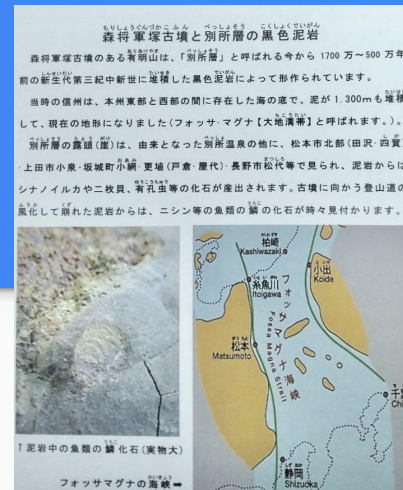 森将軍塚古墳と別所層の黒色泥岩
森将軍塚古墳のある有明山は、「別所層」と呼ばれる今から1700万~500万年
前の新生代第三紀中新世に堆積した黒色泥岩によって形作られています。
当時の信州は、本州東部と西部の間に存在した海の底で、泥が1.300mも堆積
して、現在の地形になりました(フォッサ・マグナ【大地溝帯】と呼ばれます。)。
別所層の露頭(崖)は、由来となった別所温泉の他に、松本市北部(田沢・四賀
・上田市小泉・坂城町小網・更埴(戸倉・屋代)・長野市松代等で見られ、泥岩から
シナノイルカや二枚貝、有孔虫等の化石が産出されます。古墳に向かう登山道の
風化して崩れた泥岩からは、ニシン等の魚類の鱗の化石が時々見付かります。
柏崎
Kashiwazaki
小出
Koide
糸魚川
Itoigawa
フォッサマグナ海峡
Fossa Magna Strait
松本
Matsumoto
千
Chi
静岡
Shizuoka
↑泥岩中の魚類の鱗化石(実物大)
フォッサマグナの海峡➡